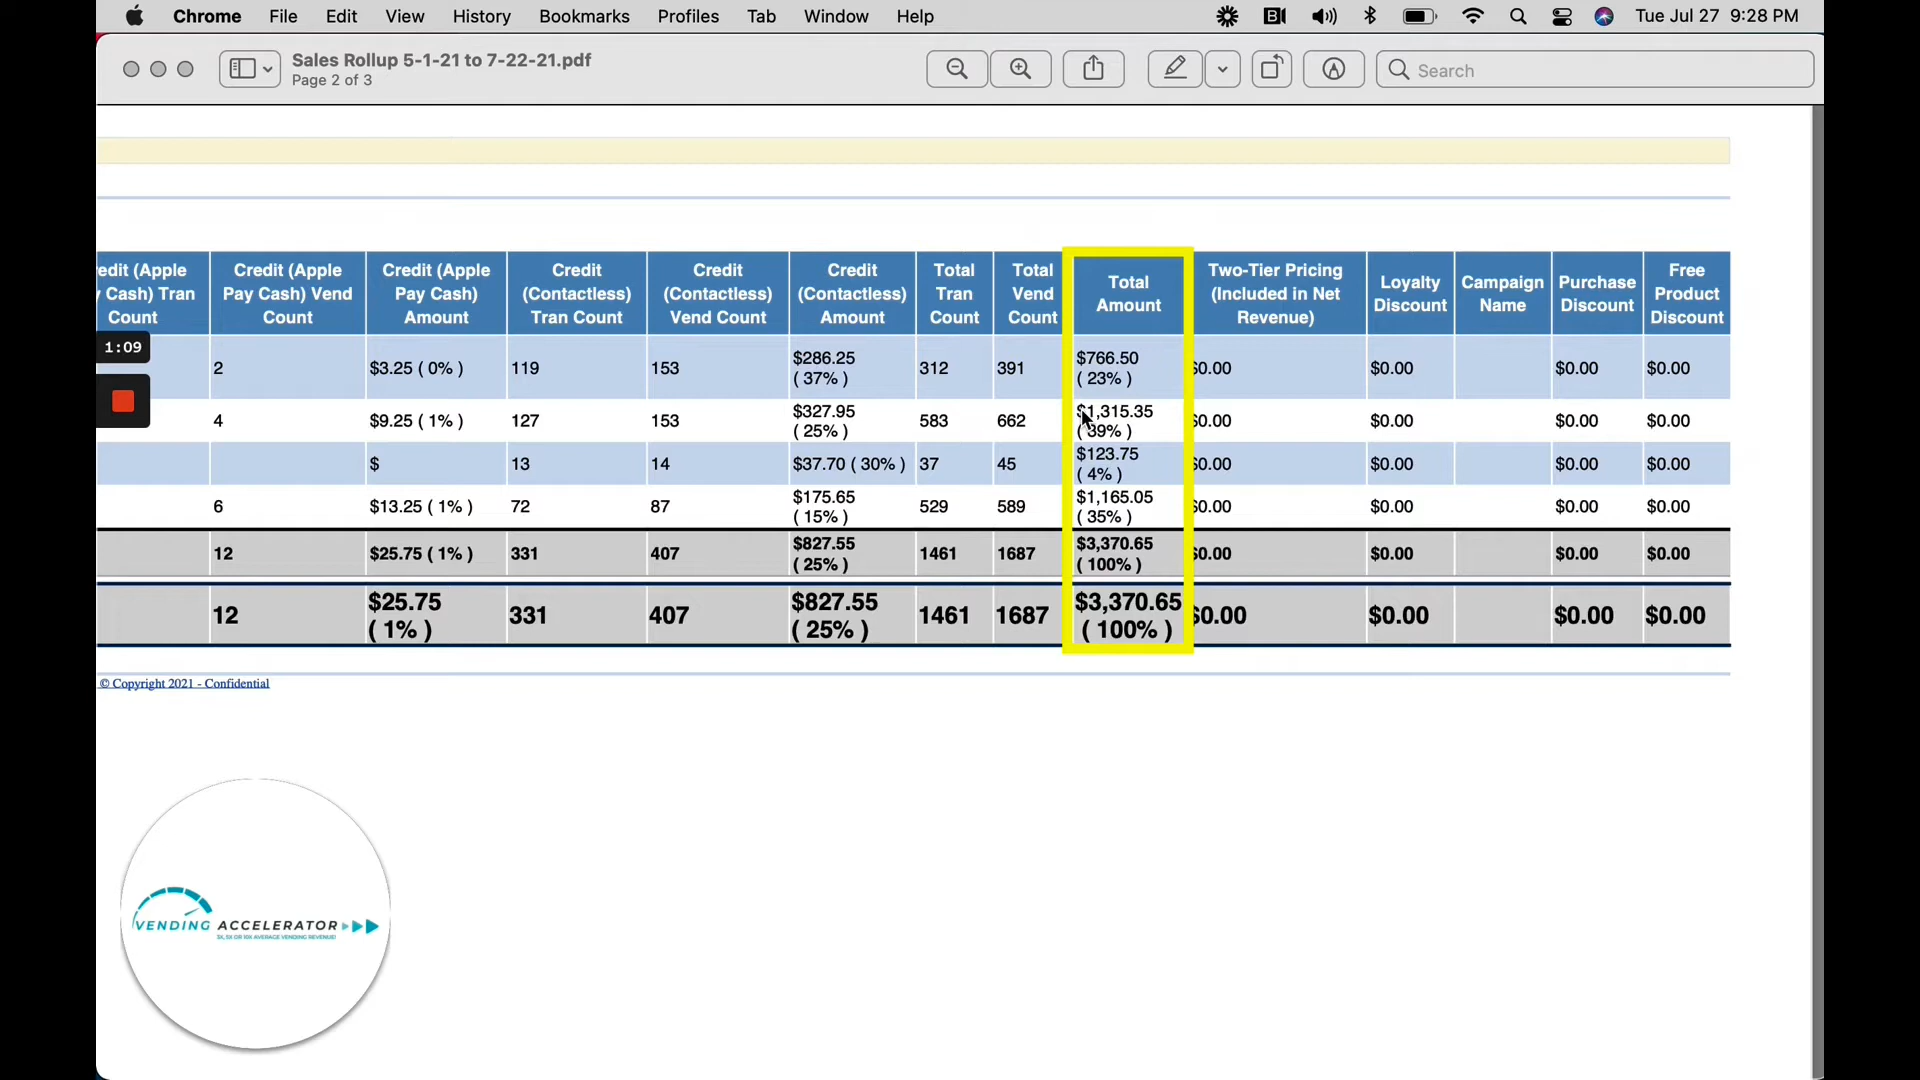 Chrome File Edit View History Bookmarks Profiles Tab Window Help Tue Jul 27 9:28 PM
Sales Rollup 5-1-21 to 7-22-21.pdf
Page 2 of 3
Search
edit (Apple
y Cash) Tran
Count
Credit (Apple
Pay Cash) Vend
Count
Credit (Apple
Pay Cash)
Amount
Credit
(Contactless)
Tran Count
Credit
(Contactless)
Vend Count
Credit
(Contactless)
Amount
Total
Tran
Count
Total
Vend
Count
Total
Amount
Two-Tier Pricing
(Included in Net
Revenue)
Loyalty
Discount
Campaign
Name
Purchase
Discount
Free
Product
Discount
1:09
2 $3.25 ( 0% ) 119 153 $286.25 ( 37% ) 312 391 $766.50 ( 23% ) $0.00 $0.00 $0.00 $0.00
4 $9.25 ( 1% ) 127 153 $327.95 ( 25% ) 583 662 $1,315.35 ( 39% ) $0.00 $0.00 $0.00 $0.00
$ 13 14 $37.70 ( 30% ) 37 45 $123.75 ( 4% ) $0.00 $0.00 $0.00 $0.00
6 $13.25 ( 1% ) 72 87 $175.65 ( 15% ) 529 589 $1,165.05 ( 35% ) $0.00 $0.00 $0.00 $0.00
12 $25.75 ( 1% ) 331 407 $827.55 ( 25% ) 1461 1687 $3,370.65 ( 100% ) $0.00 $0.00 $0.00 $0.00
12 $25.75 ( 1% ) 331 407 $827.55 ( 25% ) 1461 1687 $3,370.65 ( 100% ) $0.00 $0.00 $0.00 $0.00
© Copyright 2021 - Confidential
VENDING ACCELERATOR